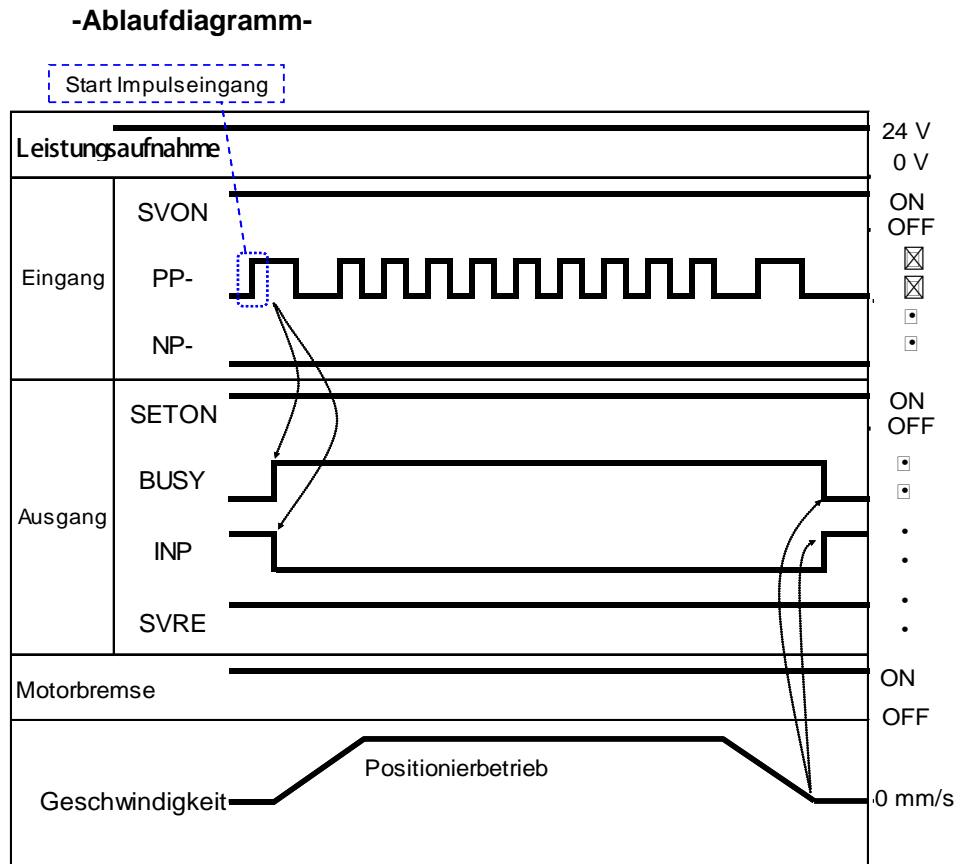 -Ablaufdiagramm-
Start Impulseingang
Leistungsaufnahme
24 V
0 V
Eingang
SVON
ON
OFF
PP-
NP-
Ausgang
SETON
ON
OFF
BUSY
INP
SVRE
Motorbremse
ON
OFF
Positionierbetrieb
Geschwindigkeit
0 mm/s